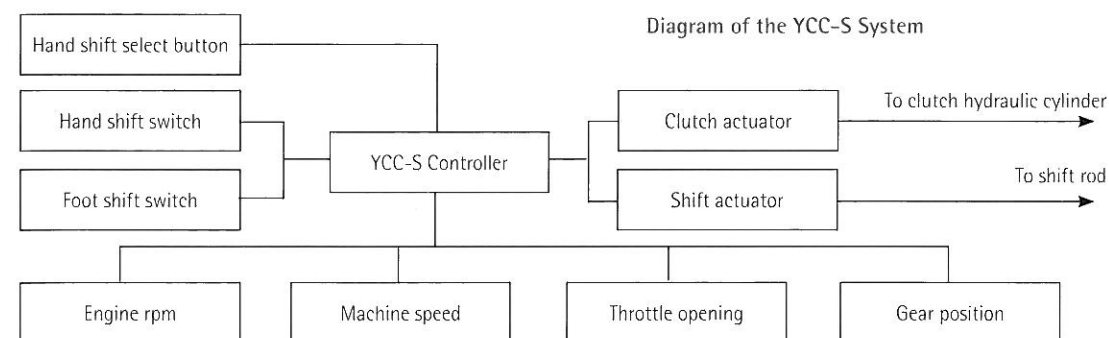 Diagram of the YCC-S System
Hand shift select button
Hand shift switch
Foot shift switch
YCC-S Controller
Clutch actuator
To clutch hydraulic cylinder
Shift actuator
To shift rod
Engine rpm
Machine speed
Throttle opening
Gear position